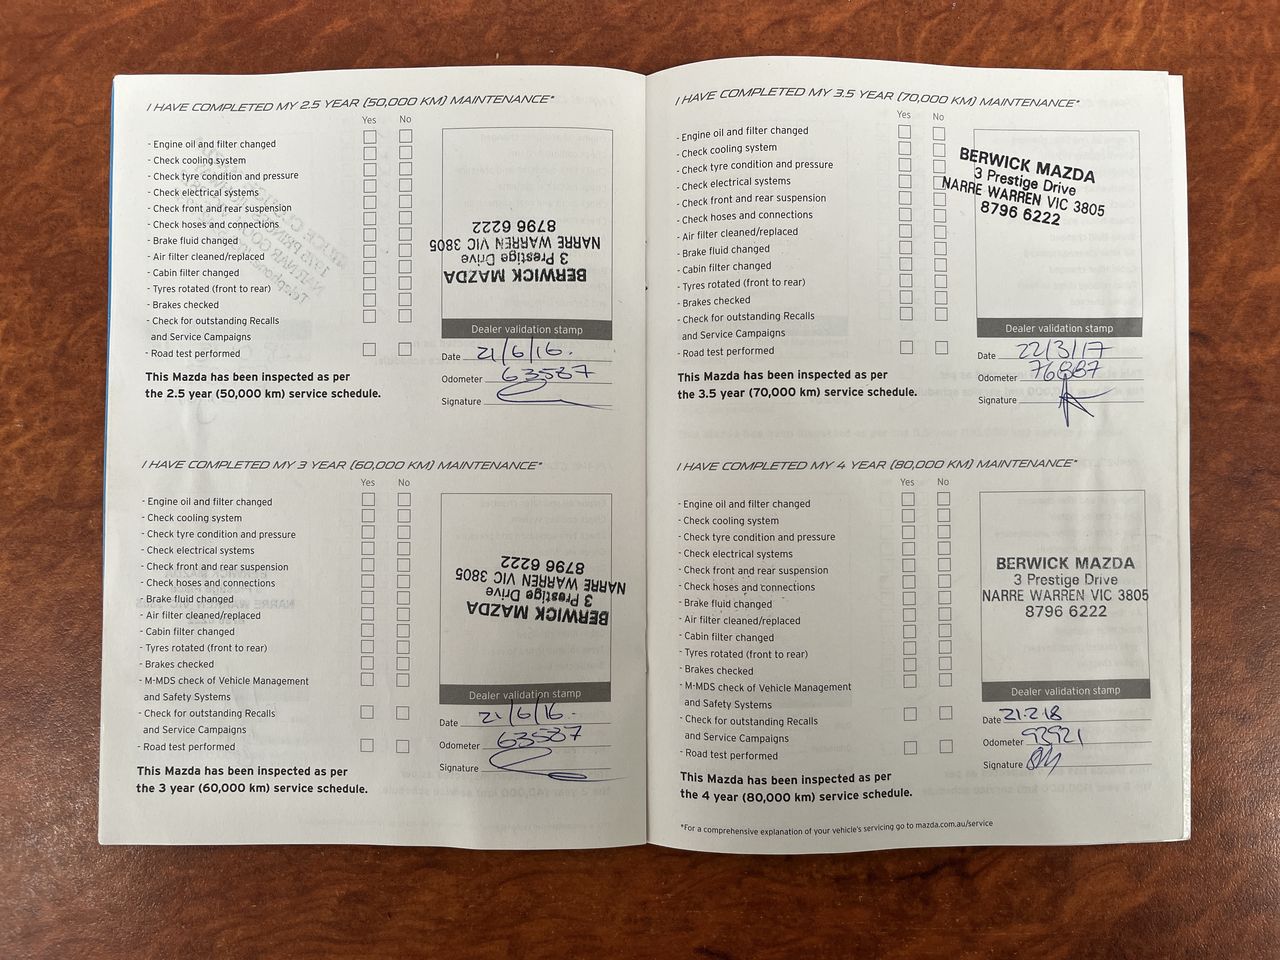 I HAVE COMPLETED MY 2.5 YEAR (50,000 KM) MAINTENANCE*
Yes No
- Engine oil and filter changed
- Check cooling system
- Check tyre condition and pressure
- Check electrical systems
- Check front and rear suspension
- Check hoses and connections
- Brake fluid changed
- Air filter cleaned/replaced
- Cabin filter changed
- Tyres rotated (front to rear)
- Brakes checked
- Check for outstanding Recalls
and Service Campaigns
- Road test performed
This Mazda has been inspected as per
the 2.5 year (50,000 km) service schedule.
BERWICK MAZDA
3 Prestige Drive
NARRE WARREN VIC 3805
8796 6222
Dealer validation stamp
Date 21/6/16.
Odometer 63587
Signature
I HAVE COMPLETED MY 3 YEAR (60,000 KM) MAINTENANCE*
Yes No
- Engine oil and filter changed
- Check cooling system
- Check tyre condition and pressure
- Check electrical systems
- Check front and rear suspension
- Check hoses and connections
- Brake fluid changed
- Air filter cleaned/replaced
- Cabin filter changed
- Tyres rotated (front to rear)
- Brakes checked
- M-MDS check of Vehicle Management
and Safety Systems
- Check for outstanding Recalls
and Service Campaigns
- Road test performed
This Mazda has been inspected as per
the 3 year (60,000 km) service schedule.
BERWICK MAZDA
3 Prestige Drive
NARRE WARREN VIC 3805
8796 6222
Dealer validation stamp
Date 21/6/16.
Odometer 63587
Signature
I HAVE COMPLETED MY 3.5 YEAR (70,000 KM) MAINTENANCE*
Yes No
- Engine oil and filter changed
- Check cooling system
- Check tyre condition and pressure
- Check electrical systems
- Check front and rear suspension
- Check hoses and connections
- Air filter cleaned/replaced
- Brake fluid changed
- Cabin filter changed
- Tyres rotated (front to rear)
- Brakes checked
- Check for outstanding Recalls
and Service Campaigns
- Road test performed
This Mazda has been inspected as per
the 3.5 year (70,000 km) service schedule.
BERWICK MAZDA
3 Prestige Drive
NARRE WARREN VIC 3805
8796 6222
Dealer validation stamp
Date 22/3/17
Odometer 76887
Signature
I HAVE COMPLETED MY 4 YEAR (80,000 KM) MAINTENANCE*
Yes No
- Engine oil and filter changed
- Check cooling system
- Check tyre condition and pressure
- Check electrical systems
- Check front and rear suspension
- Check hoses and connections
- Brake fluid changed
- Air filter cleaned/replaced
- Cabin filter changed
- Tyres rotated (front to rear)
- Brakes checked
- M-MDS check of Vehicle Management
and Safety Systems
- Check for outstanding Recalls
and Service Campaigns
- Road test performed
This Mazda has been inspected as per
the 4 year (80,000 km) service schedule.
BERWICK MAZDA
3 Prestige Drive
NARRE WARREN VIC 3805
8796 6222
Dealer validation stamp
Date 21.2.18
Odometer 93921
Signature
*For a comprehensive explanation of your vehicle's servicing go to mazda.com.au/service